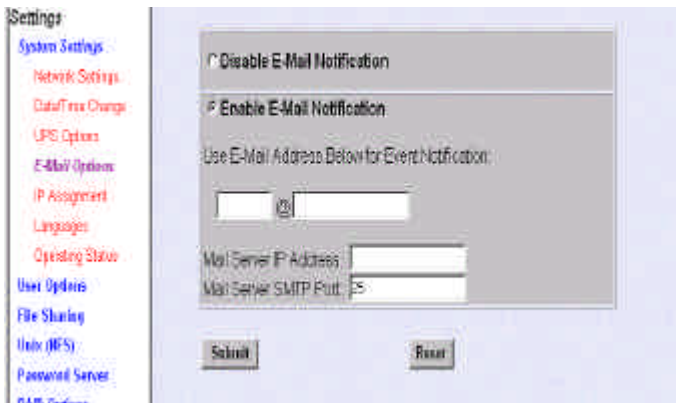 Settings
System Settings
Network Settings
Date/Time Change
UPS Options
E-Mail Options
IP Assignment
Languages
Operating Status
User Options
File Sharing
Unix (NFS)
Password Server
Disable E-Mail Notification
Enable E-Mail Notification
Use E-Mail Address Below for Event Notification:
@
Mail Server IP Address:
Mail Server SMTP Port: 25
Submit
Reset